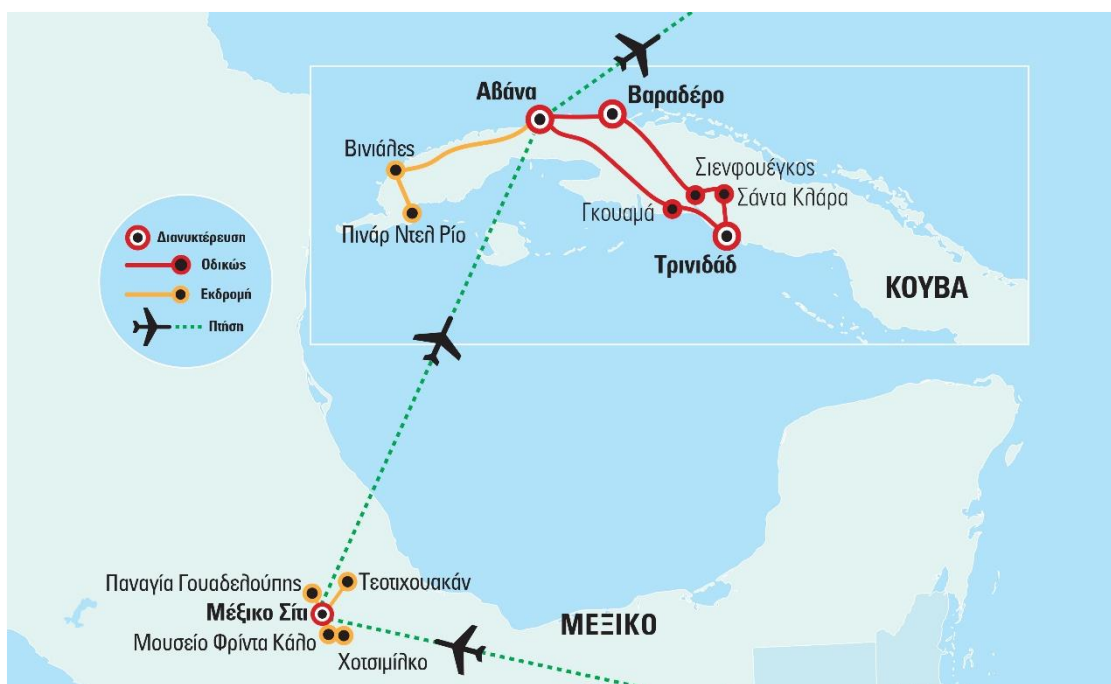 Αβάνα
Βαραδέρο
Βινιάλες
Σιενφουέγκος
Σάντα Κλάρα
Γκουαμά
Πινάρ Ντελ Ρίο
Τρινιδάδ
ΚΟΥΒΑ
Διανυκτέρευση
Οδικώς
Εκδρομή
Πτήση
Παναγία Γουαδελούπης
Τεοτιχουακάν
Μέξικο Σίτι
ΜΕΞΙΚΟ
Μουσείο Φρίντα Κάλο
Χοτσιμίλκο